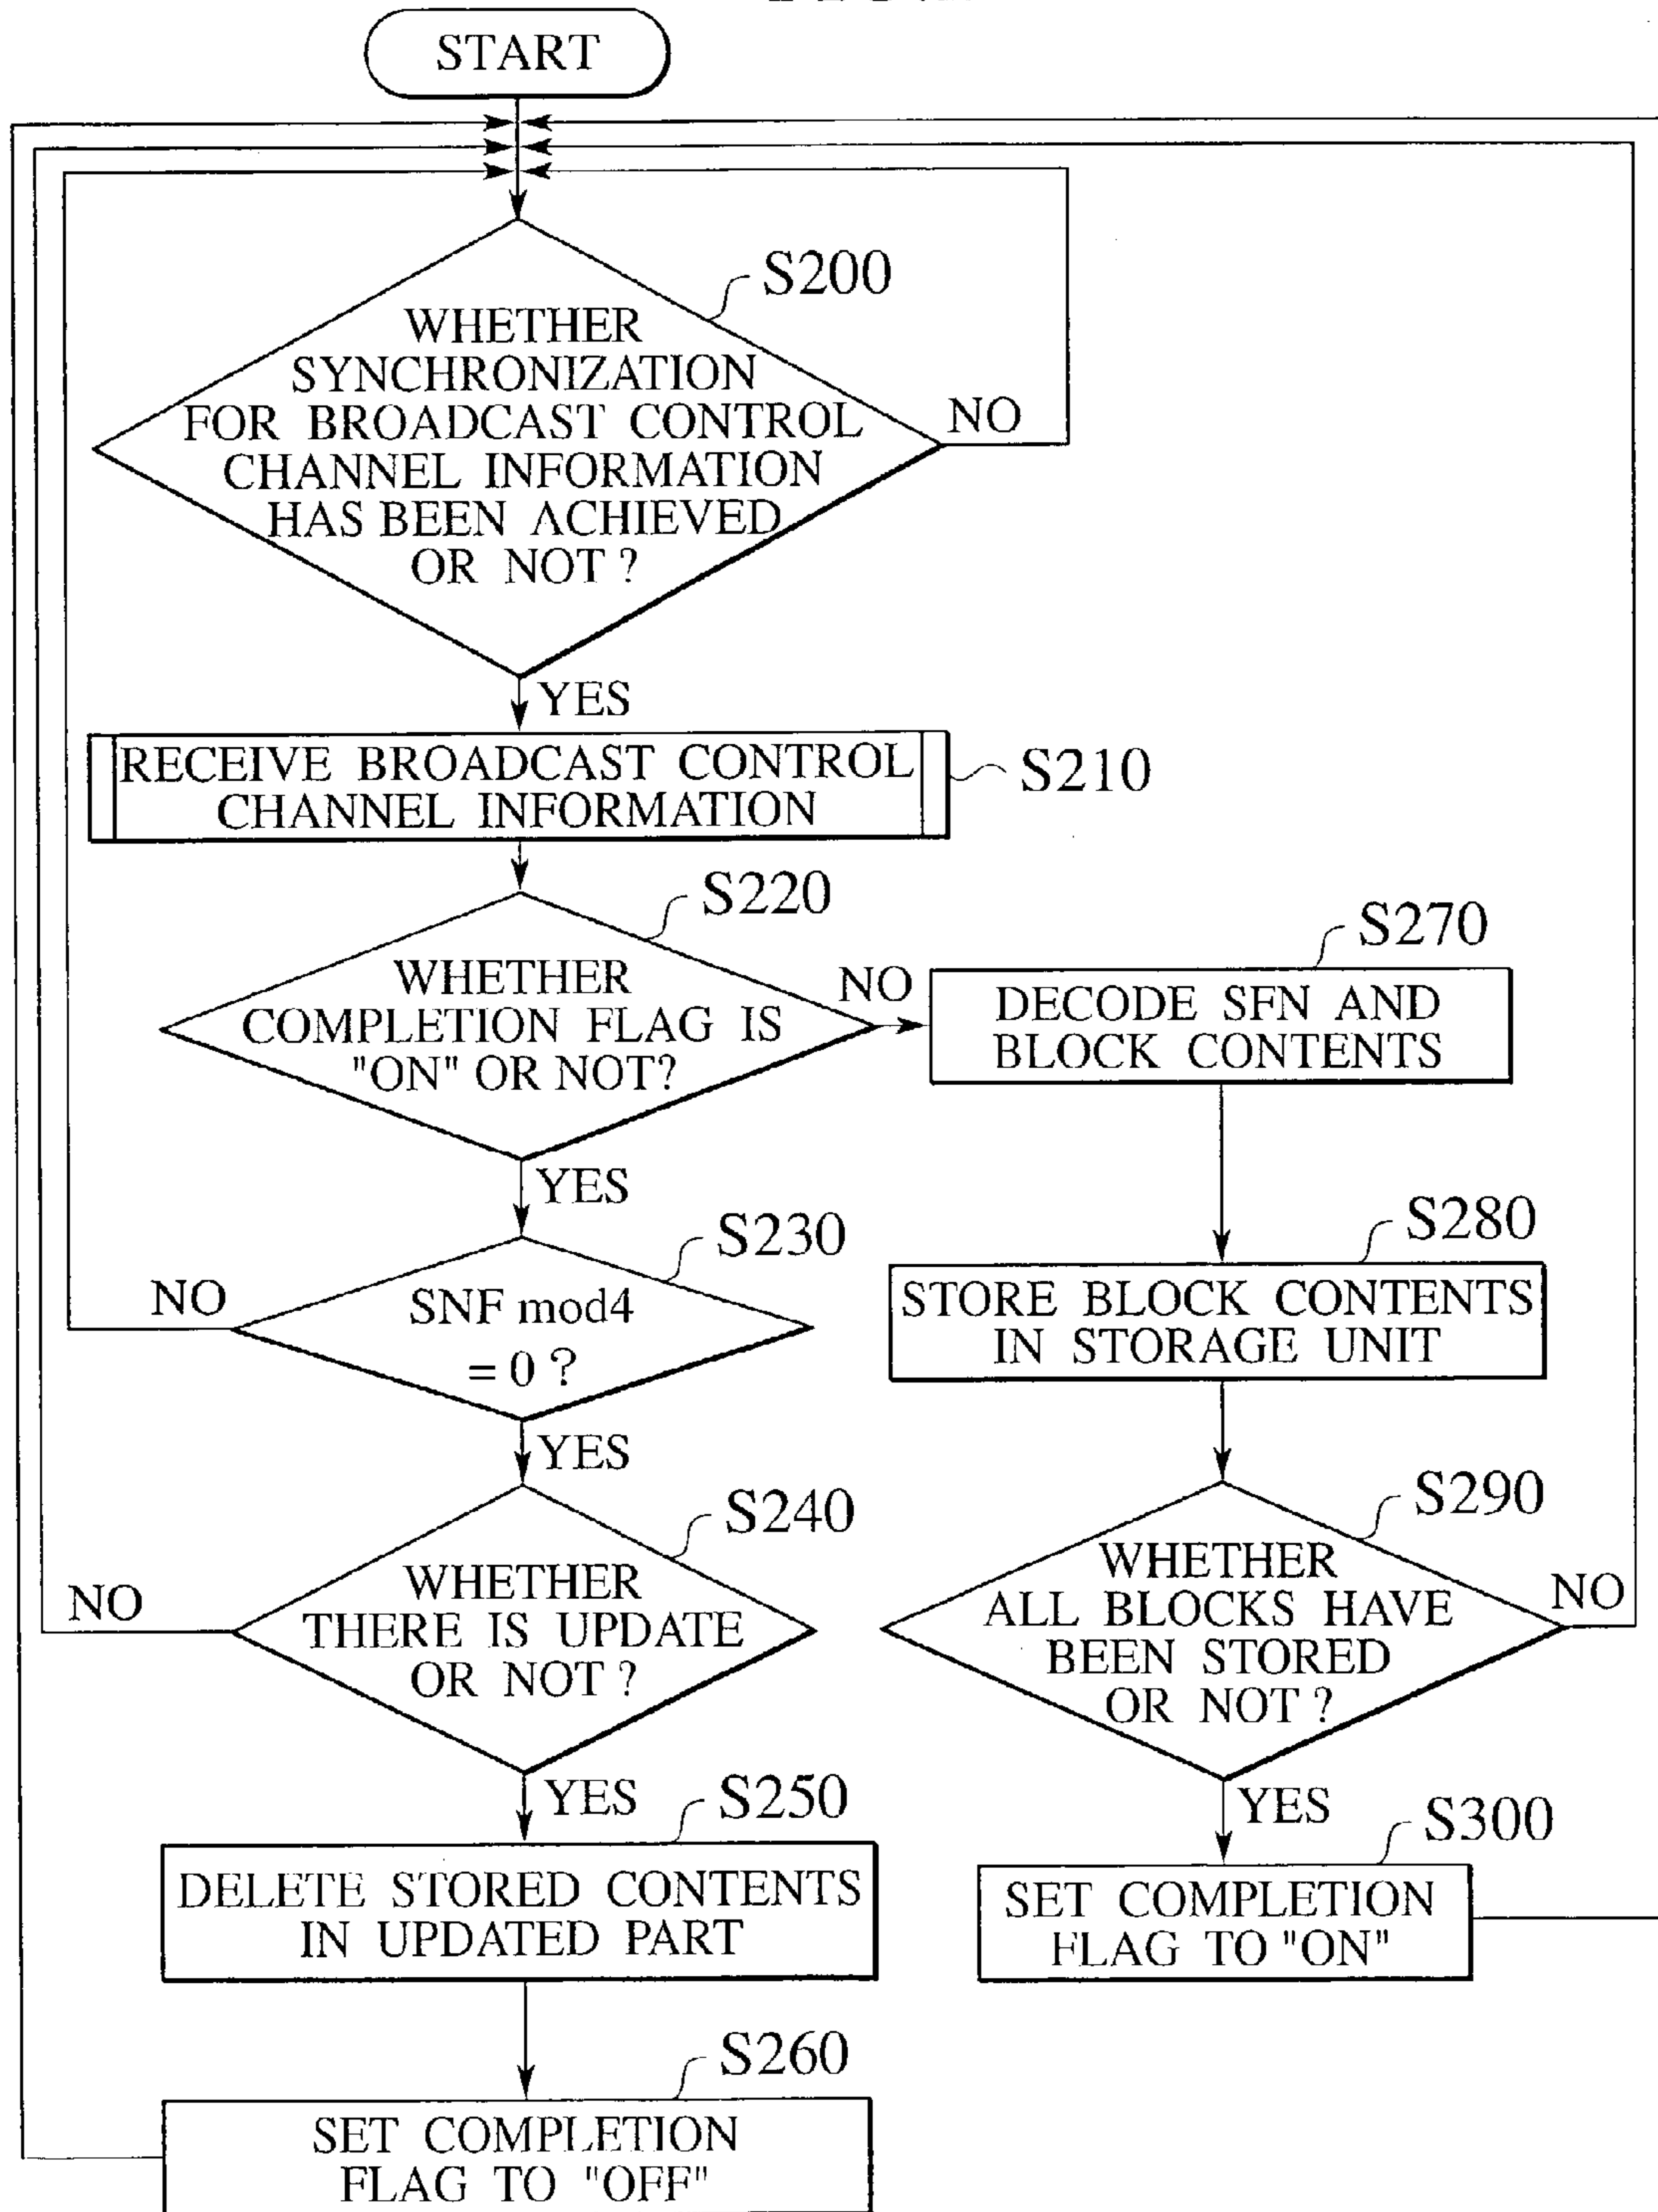 START
S200
WHETHER
SYNCHRONIZATION
FOR BROADCAST CONTROL
CHANNEL INFORMATION
HAS BEEN ACHIEVED
OR NOT ?
NO
YES
RECEIVE BROADCAST CONTROL
CHANNEL INFORMATION
S210
S220
WHETHER
COMPLETION FLAG IS
"ON" OR NOT?
NO
YES
S270
DECODE SFN AND
BLOCK CONTENTS
S230
SNF mod4
= 0 ?
NO
YES
S280
STORE BLOCK CONTENTS
IN STORAGE UNIT
S240
WHETHER
THERE IS UPDATE
OR NOT ?
NO
YES
S290
WHETHER
ALL BLOCKS HAVE
BEEN STORED
OR NOT ?
NO
YES
S250
DELETE STORED CONTENTS
IN UPDATED PART
S300
SET COMPLETION
FLAG TO "ON"
S260
SET COMPLETION
FLAG TO "OFF"